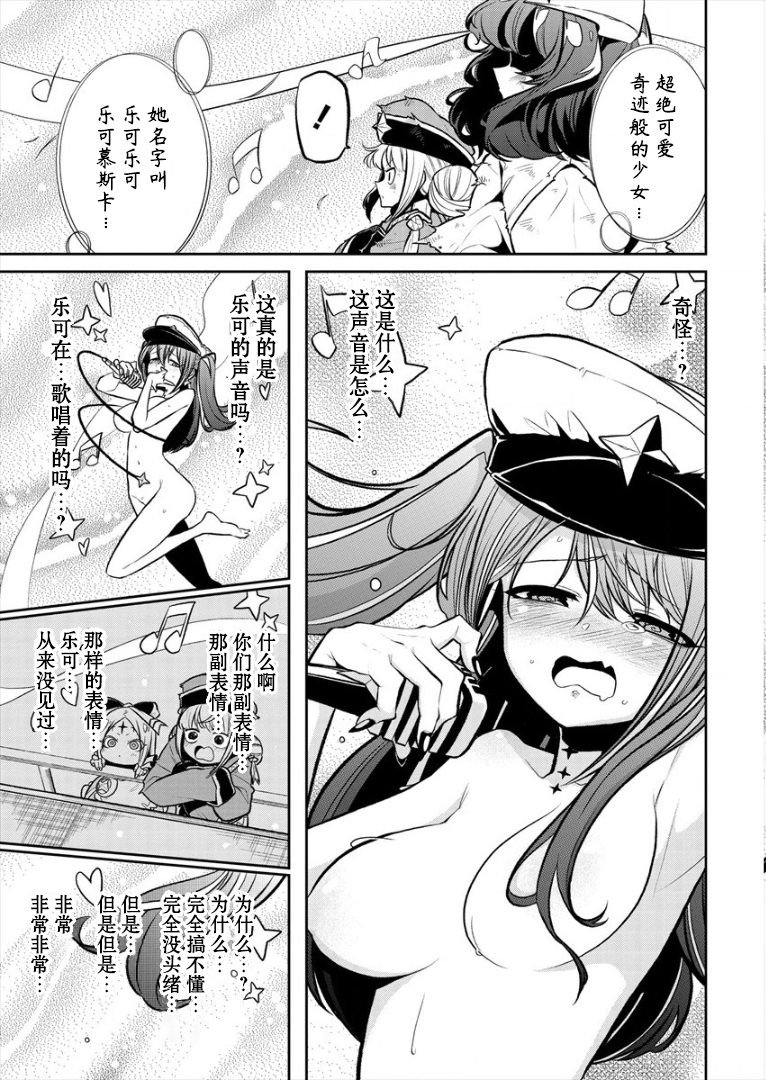 超绝可爱
奇迹般的少女…
!
她名字叫
乐可乐可
乐可慕斯卡…
奇怪…?
这是什么…
这声音是怎么…
这真的是
乐可的声音吗…?
乐可在…歌唱着的吗…?
什么啊
你们那副表情…
那副表情…
那样的表情…
乐可…
从来没见过…
为什么…?
为什么…
完全搞不懂…
完全没头绪…
但是…
但是但是…
非常
非常非常…